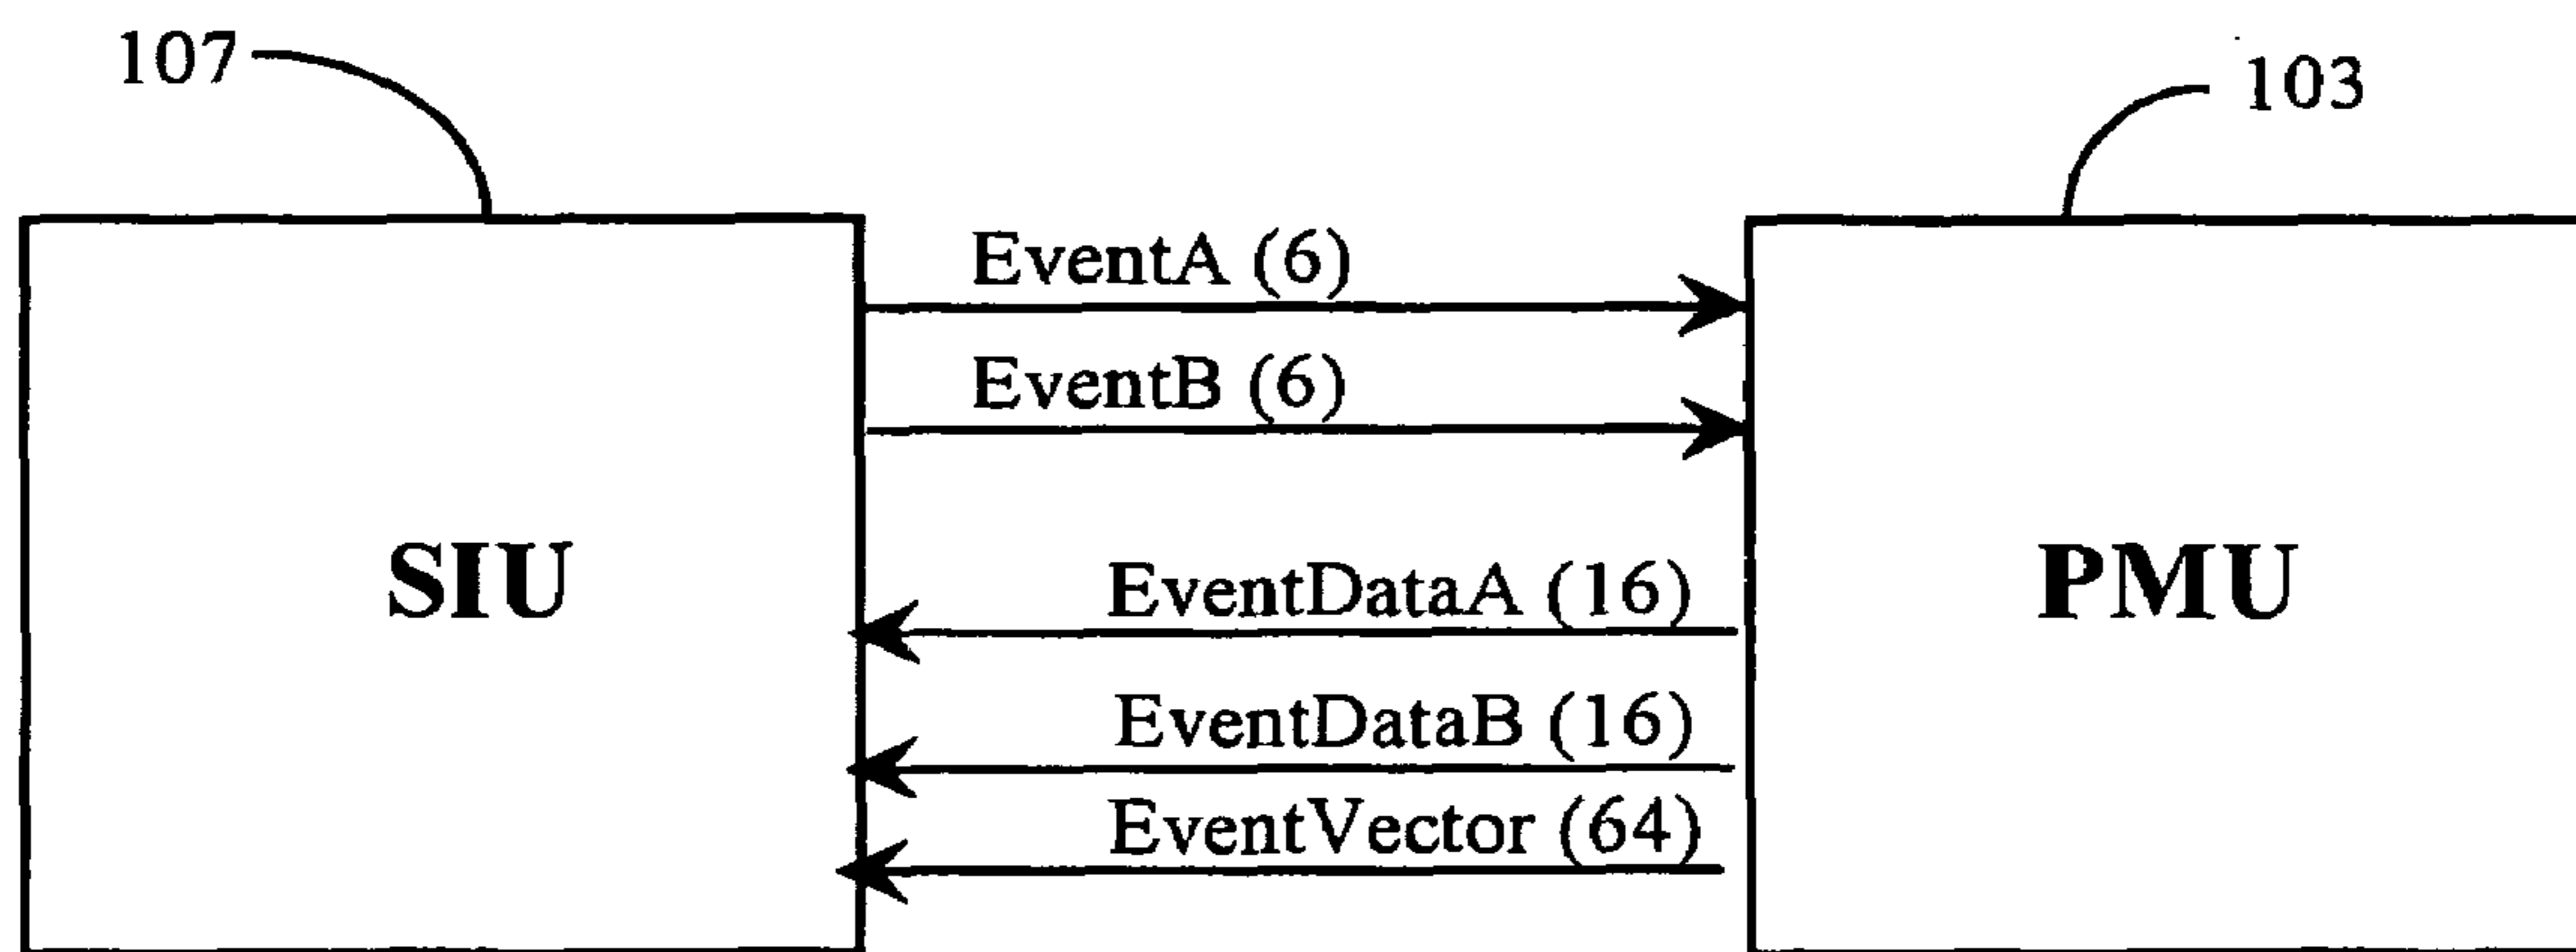 107
103
EventA (6)
EventB (6)
SIU
PMU
EventDataA (16)
EventDataB (16)
EventVector (64)